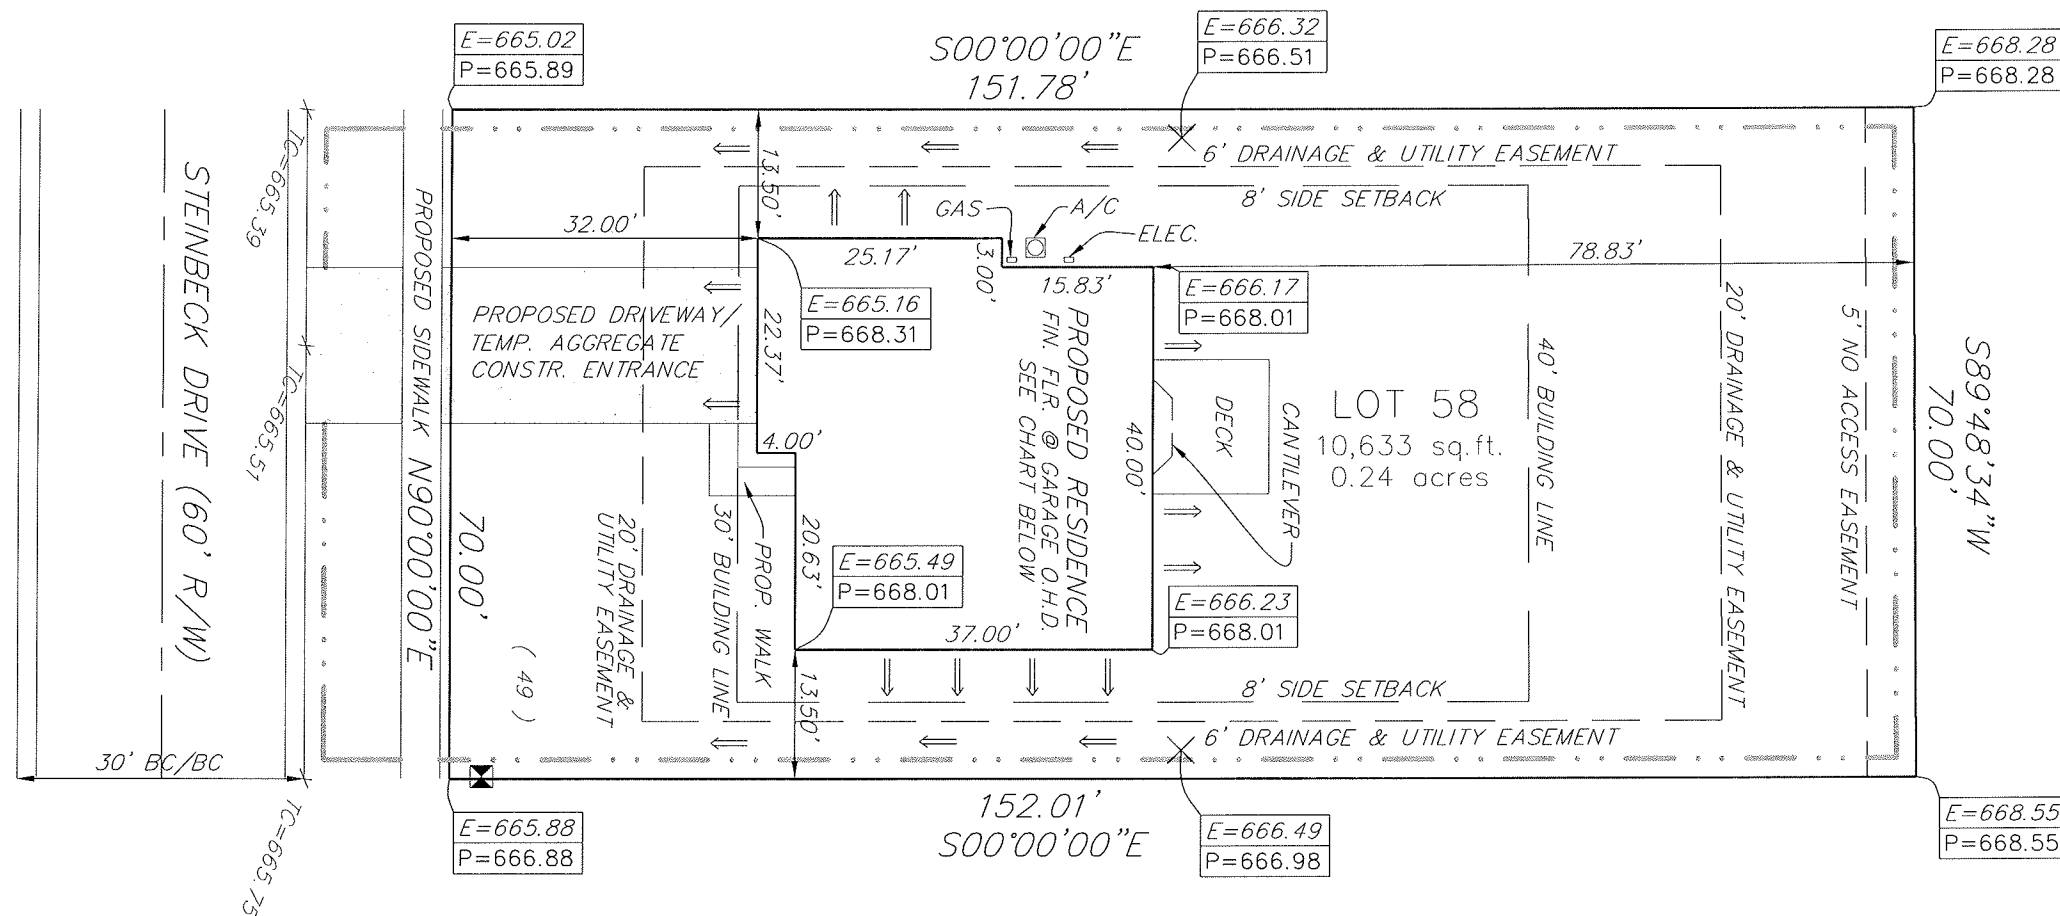 E=665.02
P=665.89
S00°00'00"E
151.78'
E=666.32
P=666.51
E=668.28
P=668.28
TC=665.39
STEINBECK DRIVE (60' R/W)
TC=665.51
PROPOSED SIDEWALK
N90°00'00"E
70.00'
13.50'
6' DRAINAGE & UTILITY EASEMENT
8' SIDE SETBACK
GAS
A/C
ELEC.
32.00'
25.17'
3.00'
15.83'
78.83'
E=665.16
P=668.31
E=666.17
P=668.01
PROPOSED DRIVEWAY/
TEMP. AGGREGATE
CONSTR. ENTRANCE
22.37'
4.00'
PROPOSED RESIDENCE
FIN. FLR. @ GARAGE O.H.D.
SEE CHART BELOW
40.00'
DECK
CANTILEVER
LOT 58
10,633 sq.ft.
0.24 acres
40' BUILDING LINE
20' DRAINAGE & UTILITY EASEMENT
5' NO ACCESS EASEMENT
S89°48'34"W
70.00'
20' DRAINAGE &
UTILITY EASEMENT
30' BUILDING LINE
PROP. WALK
20.63'
E=665.49
P=668.01
E=666.23
P=668.01
37.00'
( 49 )
13.50'
8' SIDE SETBACK
6' DRAINAGE & UTILITY EASEMENT
30' BC/BC
TC=665.75
E=665.88
P=666.88
152.01'
S00°00'00"E
E=666.49
P=666.98
E=668.55
P=668.55